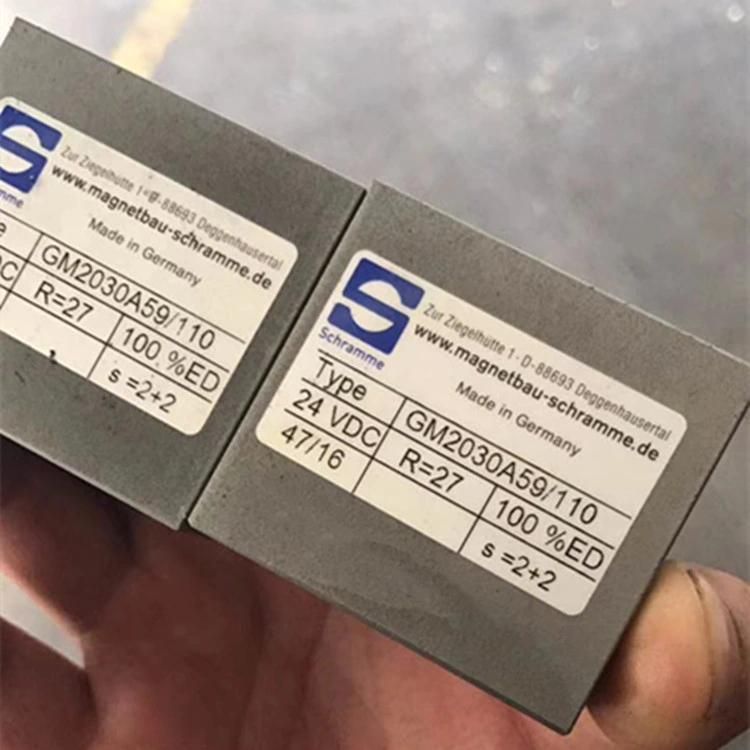 mme
Zur Ziegelhütte 1 - D-88693 Deggenhausertal
www.magnetbau-schramme.de
Made in Germany
GM2030A59/110
DC R=27 100 %ED
s =2+2
Schramme
Zur Ziegelhütte 1 - D-88693 Deggenhausertal
www.magnetbau-schramme.de
Made in Germany
Type GM2030A59/110
24 VDC R=27 100 %ED
47/16 s =2+2